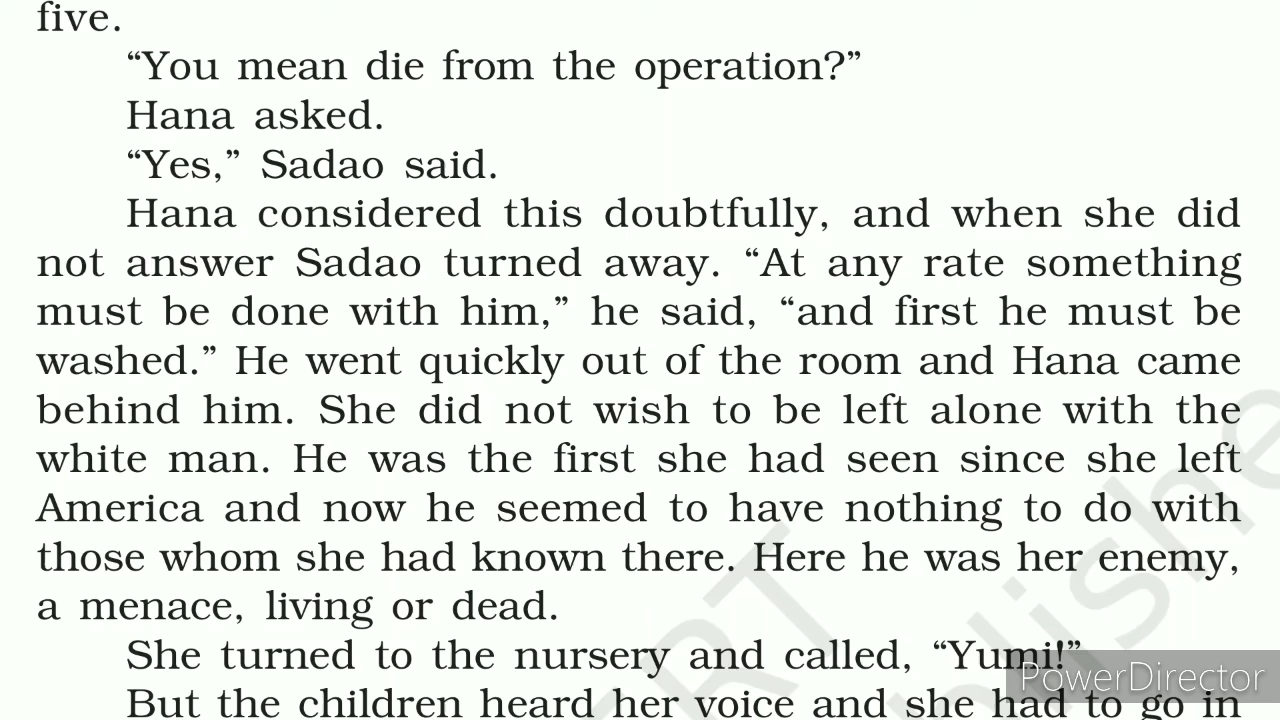 five.
“You mean die from the operation?”
Hana asked.
“Yes,” Sadao said.
Hana considered this doubtfully, and when she did
not answer Sadao turned away. “At any rate something
must be done with him,” he said, “and first he must be
washed.” He went quickly out of the room and Hana came
behind him. She did not wish to be left alone with the
white man. He was the first she had seen since she left
America and now he seemed to have nothing to do with
those whom she had known there. Here he was her enemy,
a menace, living or dead.
She turned to the nursery and called, “Yumi!”
But the children heard her voice and she had to go in
PowerDirector